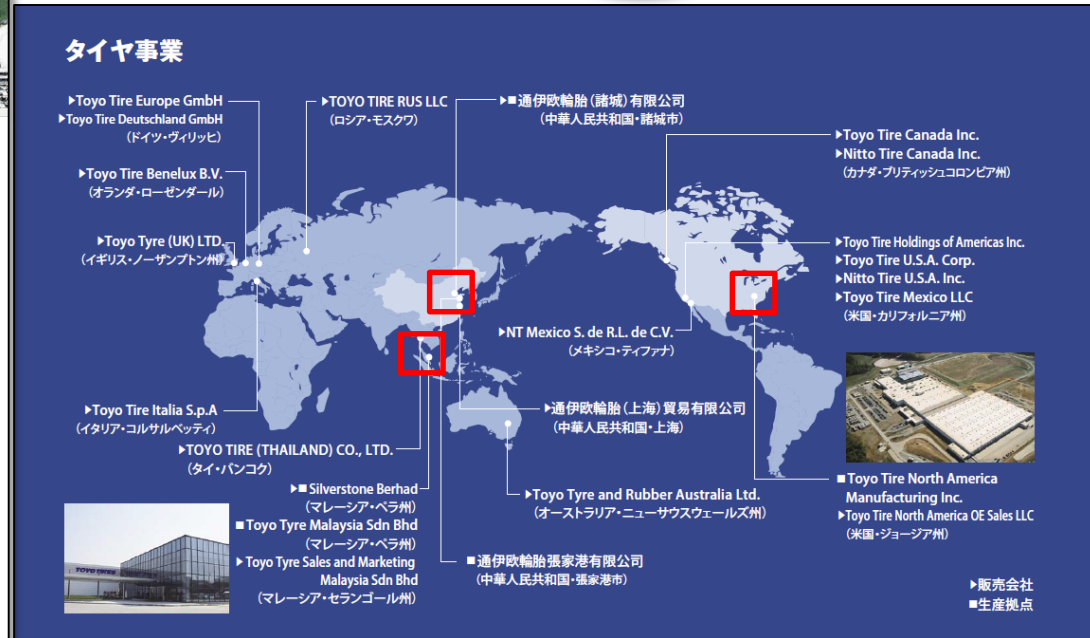 タイヤ事業
▶Toyo Tire Europe GmbH
▶Toyo Tire Deutschland GmbH
(ドイツ・ヴィリッヒ)
▶Toyo Tire Benelux B.V.
(オランダ・ローゼンダール)
▶Toyo Tyre (UK) LTD.
(イギリス・ノーザンプトン州)
▶TOYO TIRE RUS LLC
(ロシア・モスクワ)
▶■通伊欧輪胎(諸城)有限公司
(中華人民共和国・諸城市)
▶Toyo Tire Canada Inc.
▶Nitto Tire Canada Inc.
(カナダ・ブリティッシュコロンビア州)
▶Toyo Tire Holdings of Americas Inc.
▶Toyo Tire U.S.A. Corp.
▶Nitto Tire U.S.A. Inc.
▶Toyo Tire Mexico LLC
(米国・カリフォルニア州)
▶NT Mexico S. de R.L. de C.V.
(メキシコ・ティファナ)
▶Toyo Tire Italia S.p.A
(イタリア・コルサルペッティ)
▶TOYO TIRE (THAILAND) CO., LTD.
(タイ・バンコク)
▶通伊欧輪胎(上海)貿易有限公司
(中華人民共和国・上海)
▶■Silverstone Berhad
(マレーシア・ペラ州)
■Toyo Tyre Malaysia Sdn Bhd
(マレーシア・ペラ州)
▶Toyo Tyre Sales and Marketing
Malaysia Sdn Bhd
(マレーシア・セランゴール州)
▶Toyo Tyre and Rubber Australia Ltd.
(オーストラリア・ニューサウスウェールズ州)
■通伊欧輪胎張家港有限公司
(中華人民共和国・張家港市)
■Toyo Tire North America
Manufacturing Inc.
▶Toyo Tire North America OE Sales LLC
(米国・ジョージア州)
TOYO TIRES
▶販売会社
■生産拠点